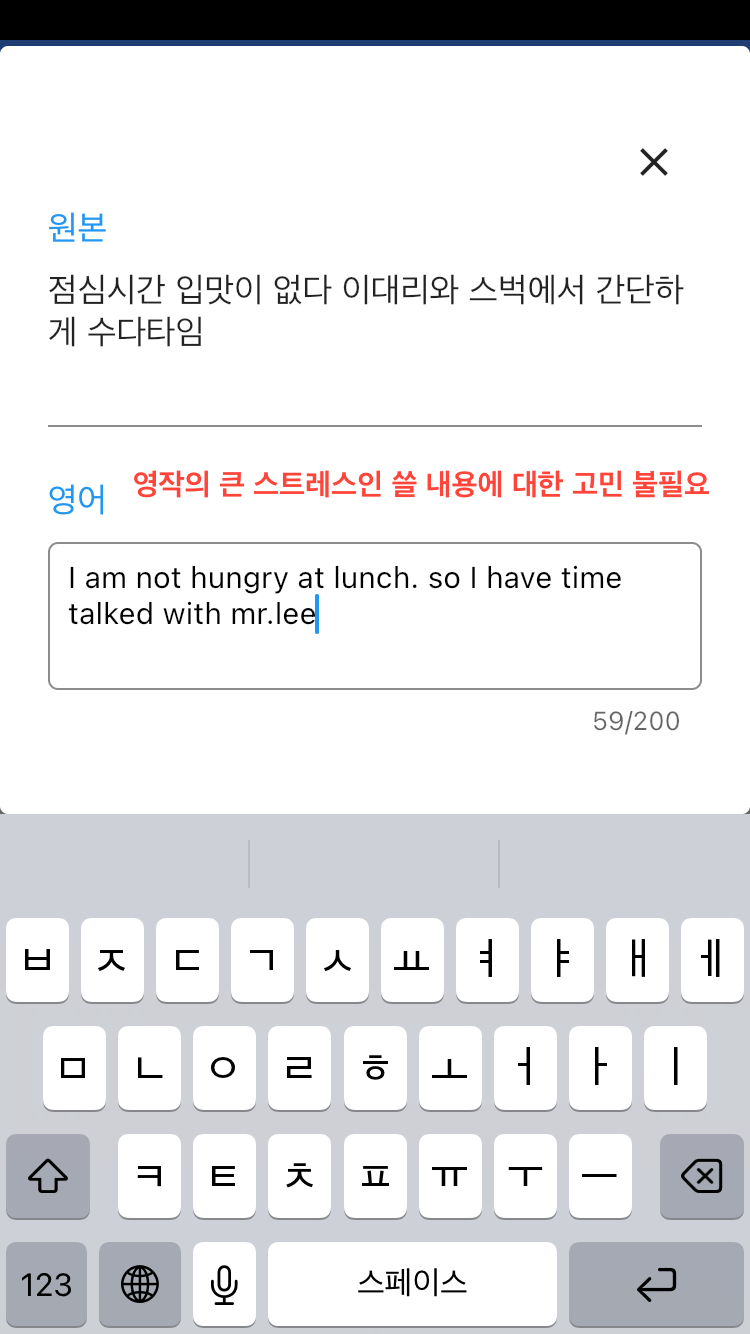 원본
점심시간 입맛이 없다 이대리와 스벅에서 간단하
게 수다타임
영어
영작의 큰 스트레스인 쓸 내용에 대한 고민 불필요
I am not hungry at lunch. so I have time
talked with mr.lee
59/200
ㅂ ㅈ ㄷ ㄱ ㅅ ㅛ ㅕ ㅑ ㅐ ㅔ
ㅁ ㄴ ㅇ ㄹ ㅎ ㅗ ㅓ ㅏ ㅣ
ㅋ ㅌ ㅊ ㅍ ㅠ ㅜ ㅡ
123 스페이스